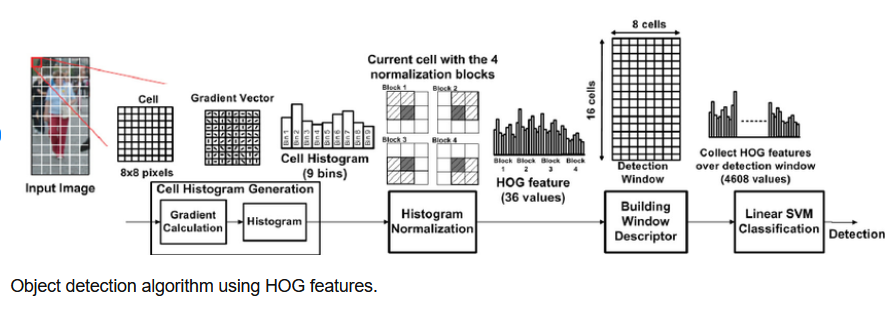 8 cells
Current cell with the 4
normalization blocks
Block 1 Block 2
Cell
Gradient Vector
16 cells
Bin 1 Bin 2 Bin 3 Bin 4 Bin 5 Bin 6 Bin 7 Bin 8 Bin 9
Block 3 Block 4
Cell Histogram
(9 bins)
Block Block Block Block
1 2 3 4
HOG feature
(36 values)
8x8 pixels
Input Image
Detection
Window
Collect HOG features
over detection window
(4608 values)
Cell Histogram Generation
Gradient
Calculation
Histogram
Histogram
Normalization
Building
Window
Descriptor
Linear SVM
Classification
Detection
Object detection algorithm using HOG features.